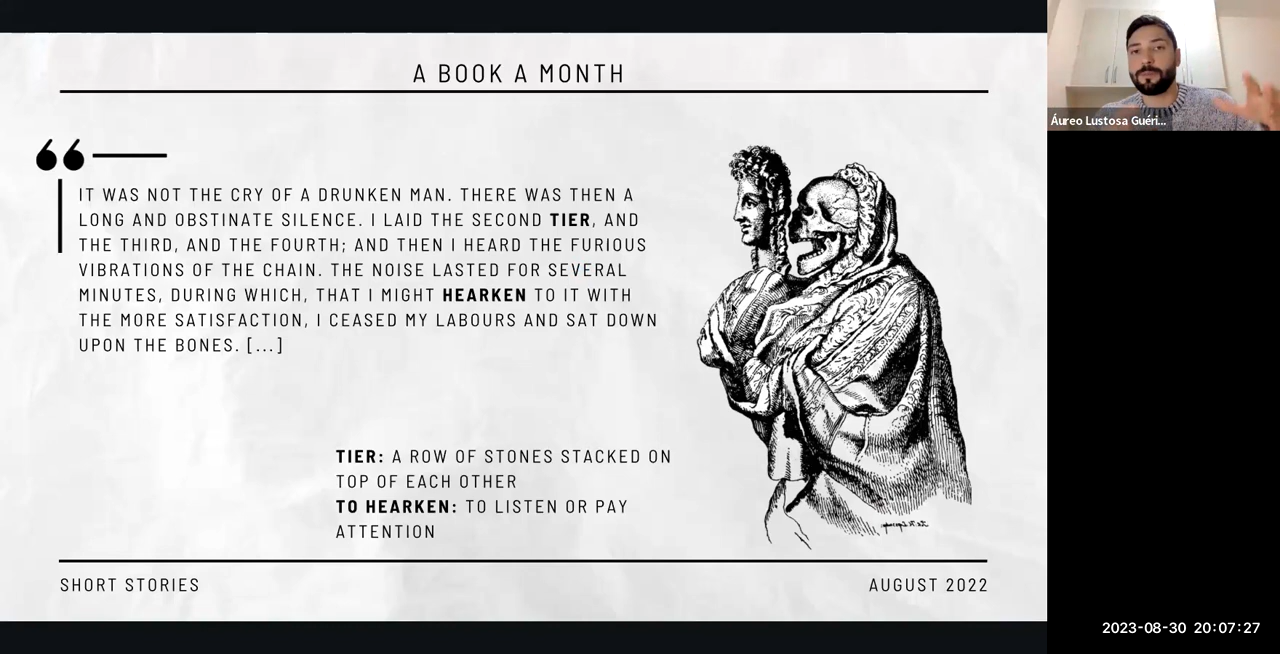 A BOOK A MONTH
IT WAS NOT THE CRY OF A DRUNKEN MAN. THERE WAS THEN A
LONG AND OBSTINATE SILENCE. I LAID THE SECOND TIER, AND
THE THIRD, AND THE FOURTH; AND THEN I HEARD THE FURIOUS
VIBRATIONS OF THE CHAIN. THE NOISE LASTED FOR SEVERAL
MINUTES, DURING WHICH, THAT I MIGHT HEARKEN TO IT WITH
THE MORE SATISFACTION, I CEASED MY LABOURS AND SAT DOWN
UPON THE BONES. [...]
TIER: A ROW OF STONES STACKED ON
TOP OF EACH OTHER
TO HEARKEN: TO LISTEN OR PAY
ATTENTION
SHORT STORIES
AUGUST 2022
Áureo Lustosa Guéri...
2023-08-30 20:07:27